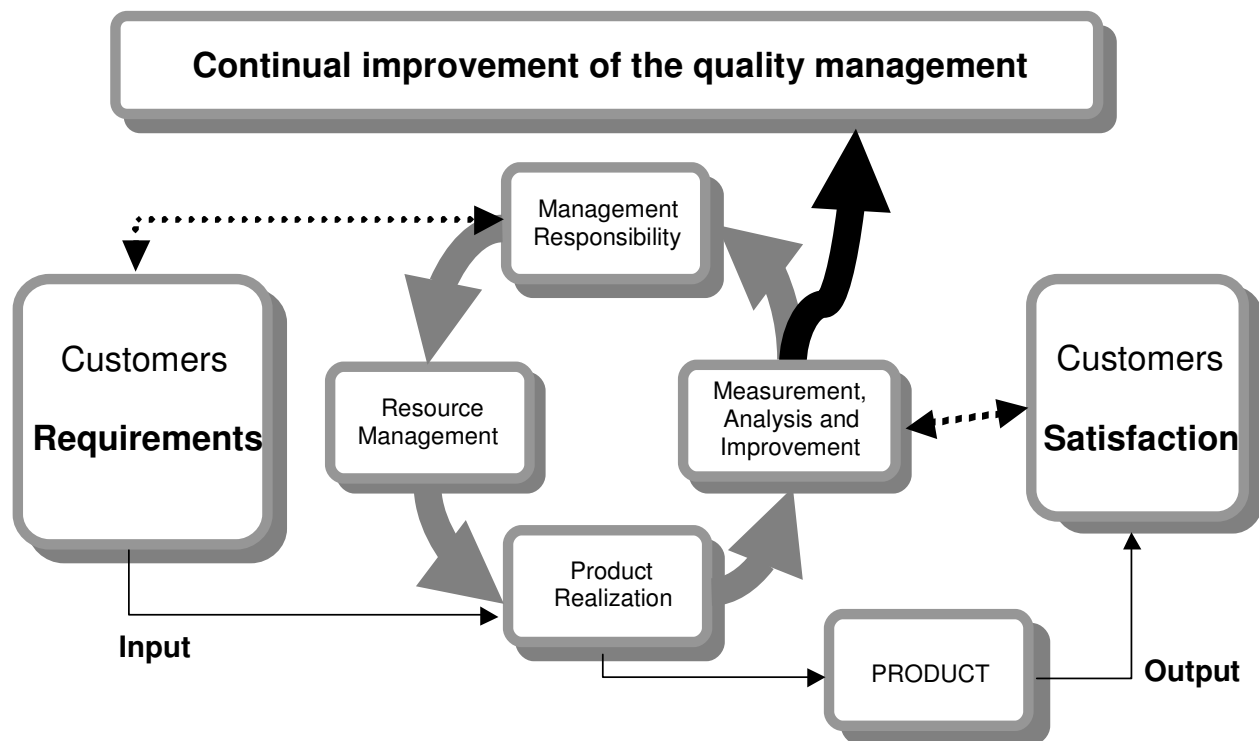 Continual improvement of the quality management
Management
Responsibility
Customers
Requirements
Resource
Management
Measurement,
Analysis and
Improvement
Customers
Satisfaction
Product
Realization
Input
PRODUCT
Output